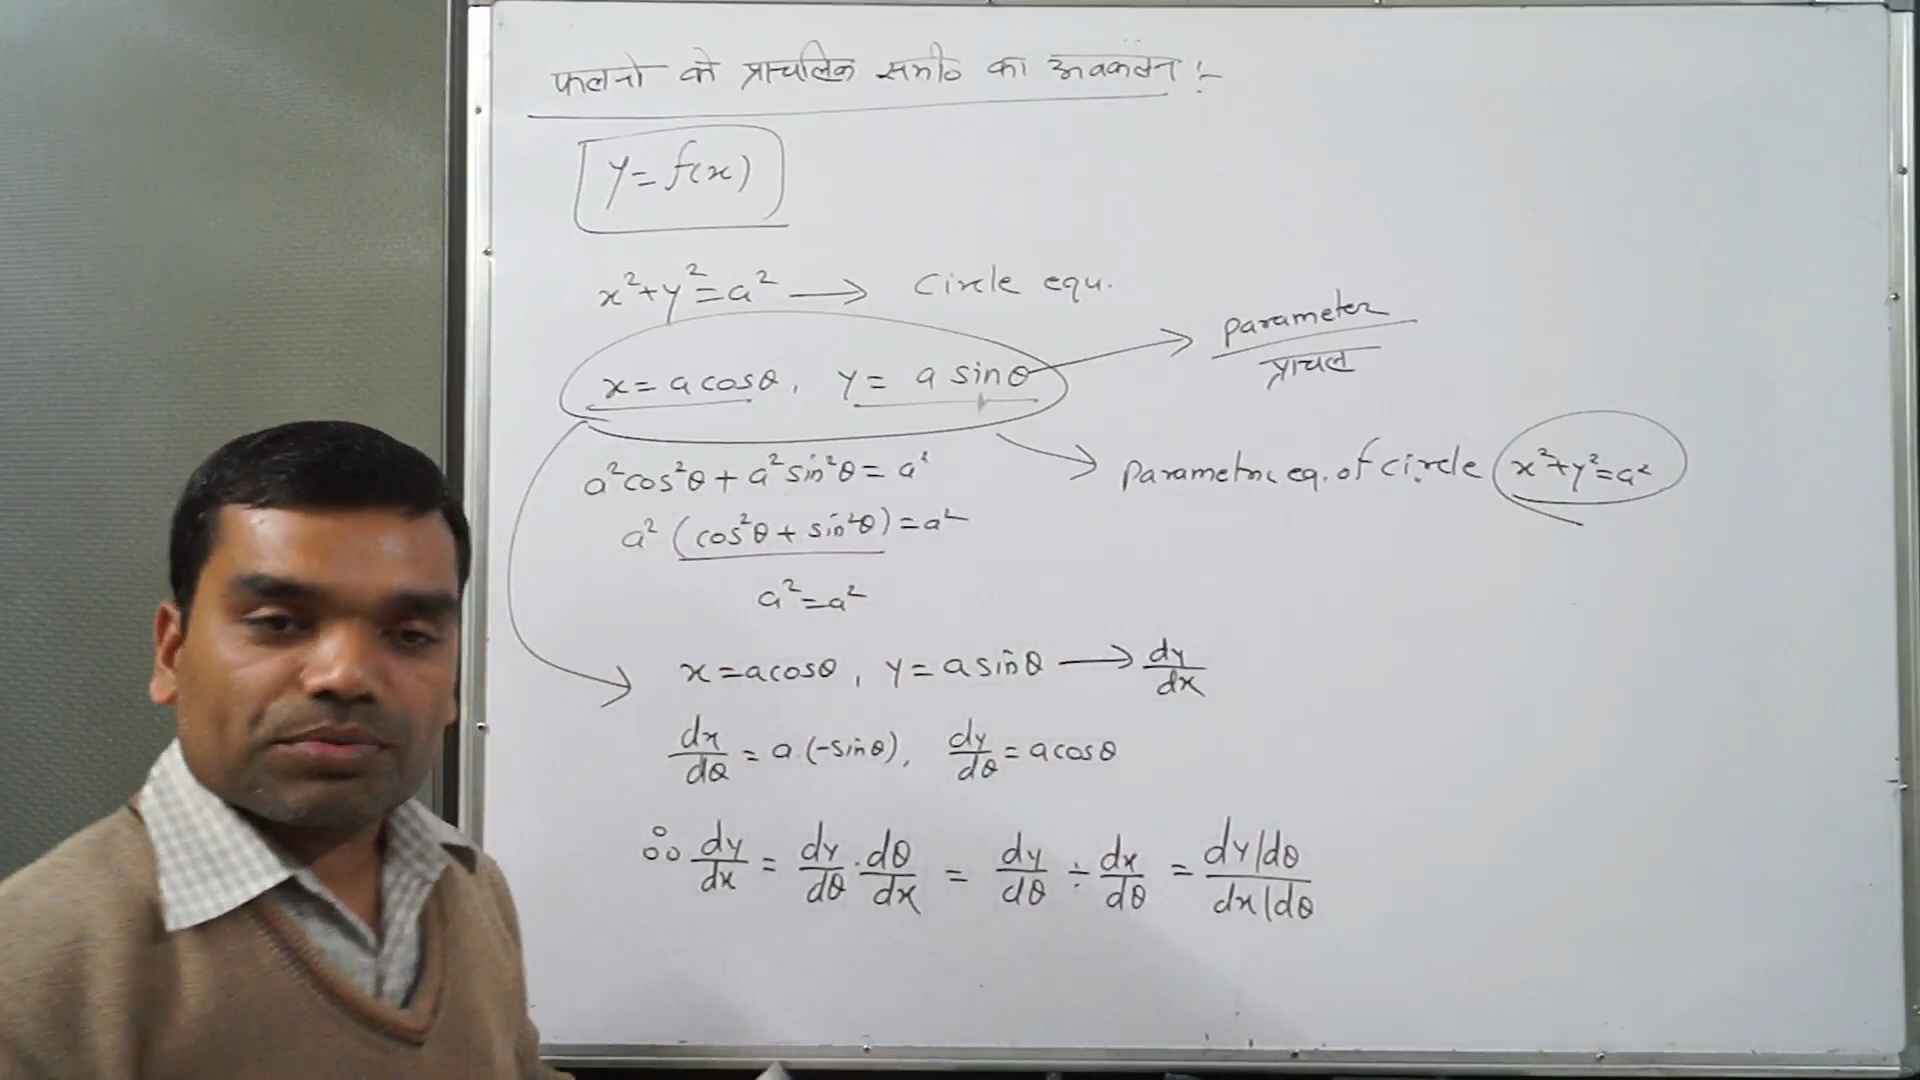 फलनो के प्राचलिक समी० का अवकलन :-
y = f(x)
x²+y²=a² ⟶ Circle equ.
x = a cosθ, y = a sinθ → Parameter
प्राचल
a²cos²θ + a²sin²θ = a² → Parametric eq. of circle x²+y²=a²
a² (cos²θ + sin²θ) = a²
a² = a²
x = a cosθ, y = a sinθ ⟶ dy/dx
dx/dθ = a.(-sinθ), dy/dθ = a cosθ
∴ dy/dx = dy/dθ . dθ/dx = dy/dθ ÷ dx/dθ = (dy/dθ)/(dx/dθ)